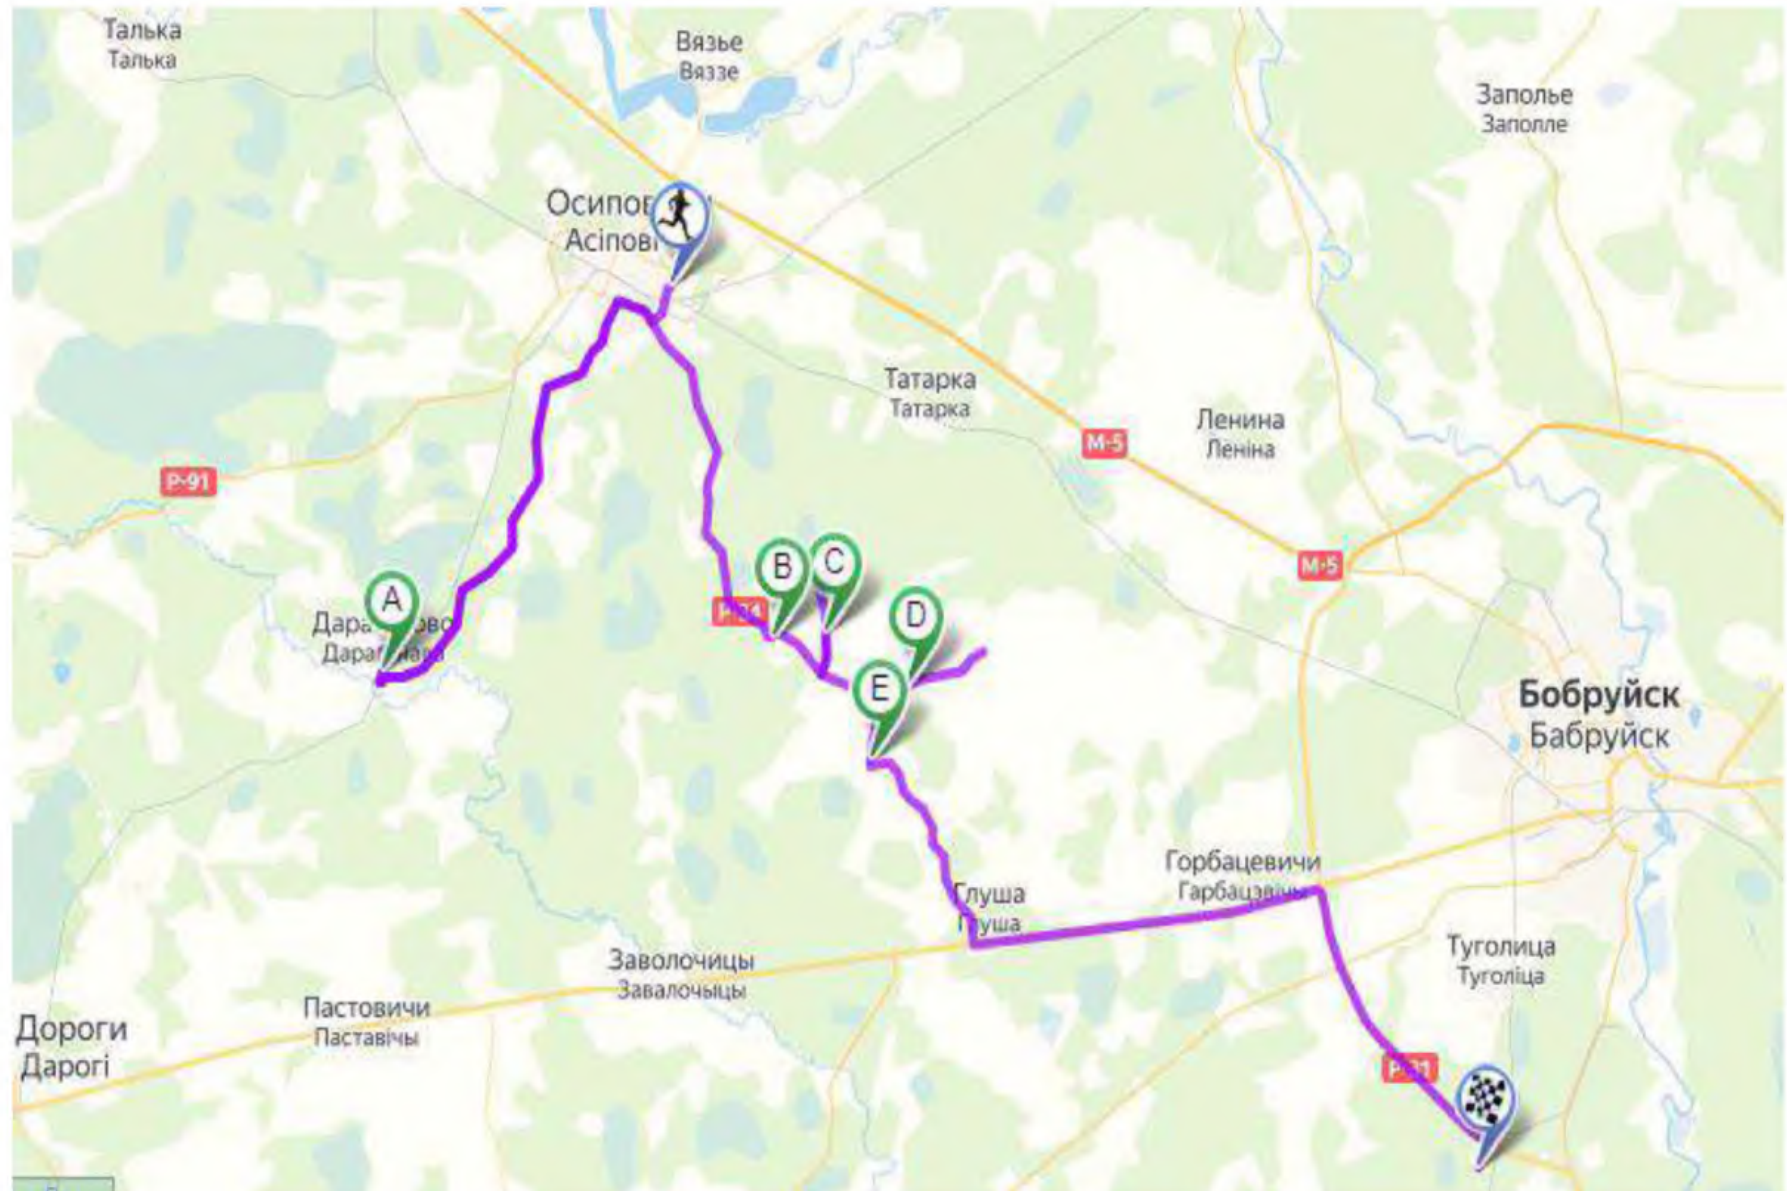 Талька
Талька
Вязье
Вяззе
Заполье
Заполле
Асіпові
Татарка
Татарка
М-5
Ленина
Леніна
Р-91
М-5
A
B
C
D
E
Бобруйск
Бабруйск
Горбацевичи
Гарбацэвічы
Глуша
Глуша
Туголица
Туголіца
Заволочицы
Завалочыцы
Пастовичи
Паставічы
Дороги
Дарогі